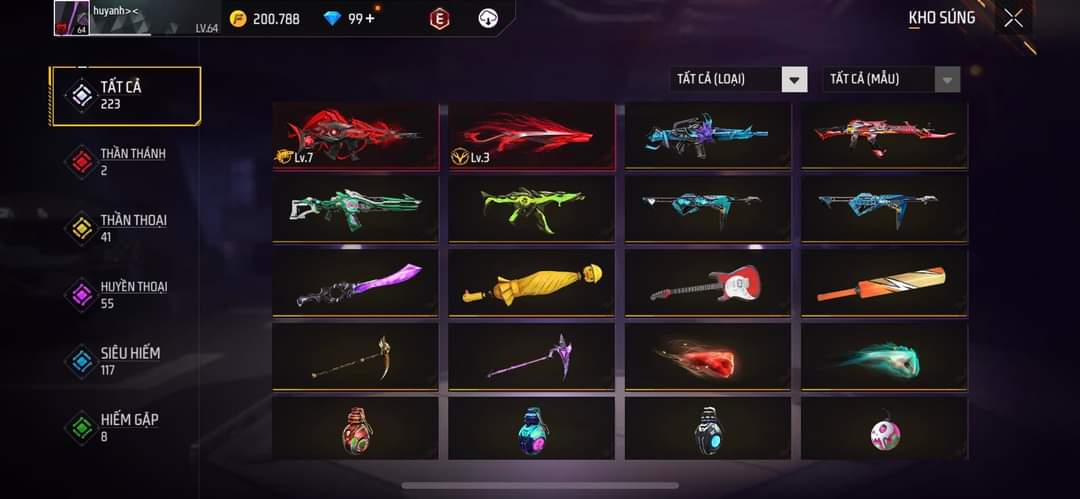 huyanh><
64
LV.64
200.788
99+
E
KHO SÚNG
TẤT CẢ
223
THẦN THÁNH
2
THẦN THOẠI
41
HUYỀN THOẠI
55
SIÊU HIẾM
117
HIẾM GẶP
8
TẤT CẢ (LOẠI)
TẤT CẢ (MẪU)
Lv.7
Lv.3